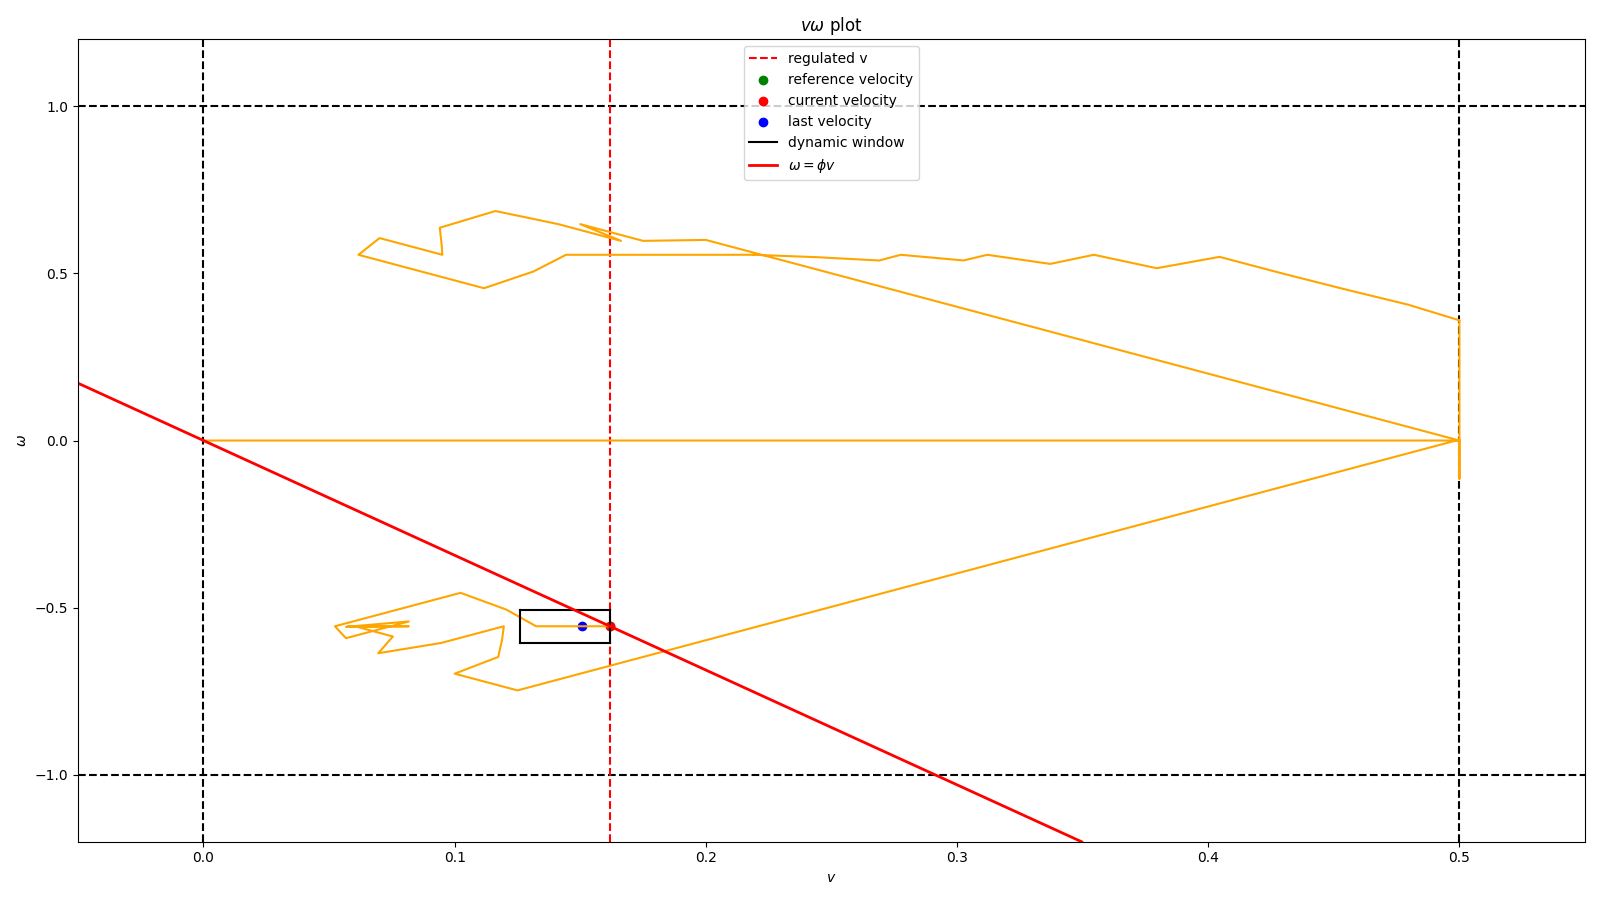 vω plot
regulated v
reference velocity
current velocity
last velocity
dynamic window
ω = ϕv
1.0
0.5
0.0
−0.5
−1.0
ω
0.0 0.1 0.2 0.3 0.4 0.5
v